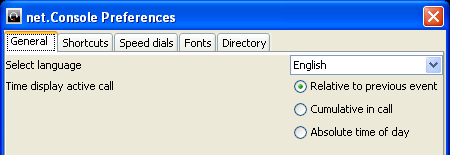 net.Console Preferences
General Shortcuts Speed dials Fonts Directory
Select language English
Time display active call Relative to previous event
Cumulative in call
Absolute time of day